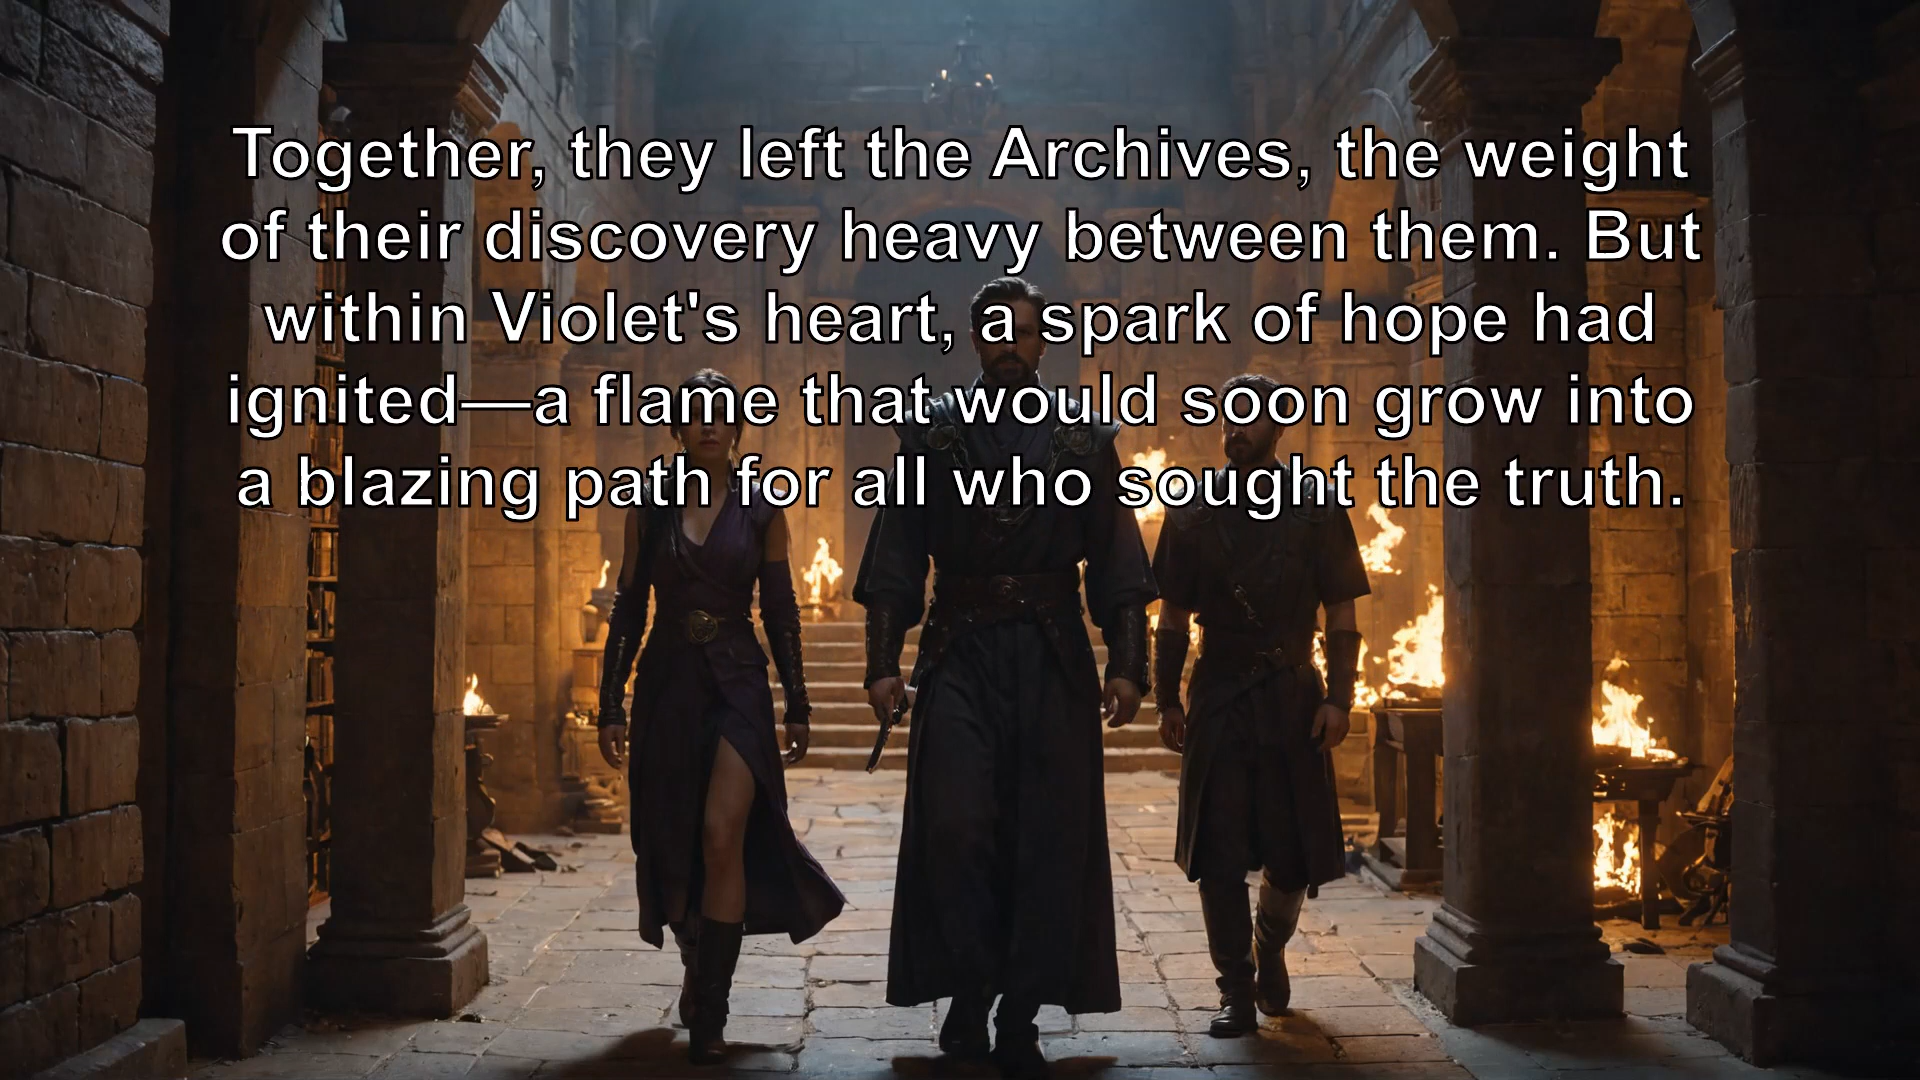 Together, they left the Archives, the weight
of their discovery heavy between them. But
within Violet's heart, a spark of hope had
ignited—a flame that would soon grow into
a blazing path for all who sought the truth.